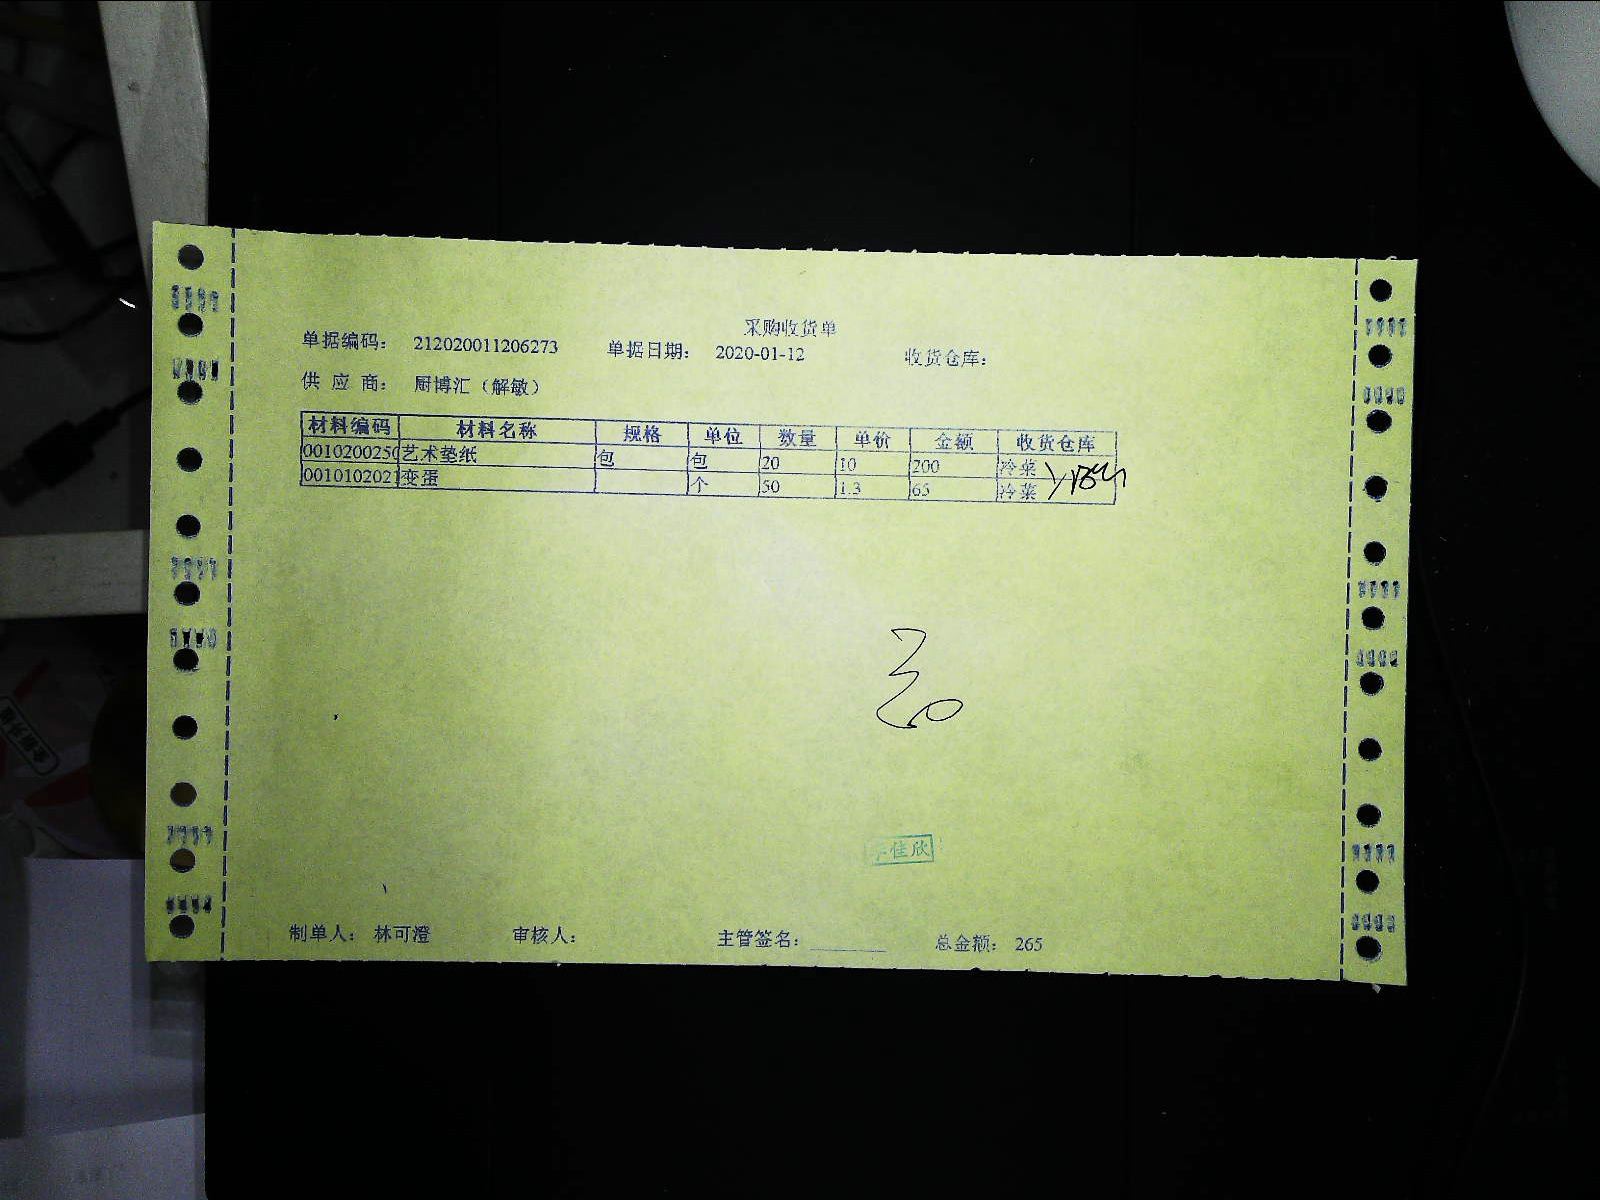 采购收货单
单据编码： 212020011206273 单据日期： 2020-01-12 收货仓库：
供 应 商： 厨博汇（解敏）
材料编码 材料名称 规格 单位 数量 单价 金额 收货仓库
0010200250 艺术垫纸 包 包 20 10 200 冷菜
0010102021 变蛋 个 50 1.3 65 冷菜
佳欣
制单人： 林可澄 审核人： 主管签名： 总金额： 265